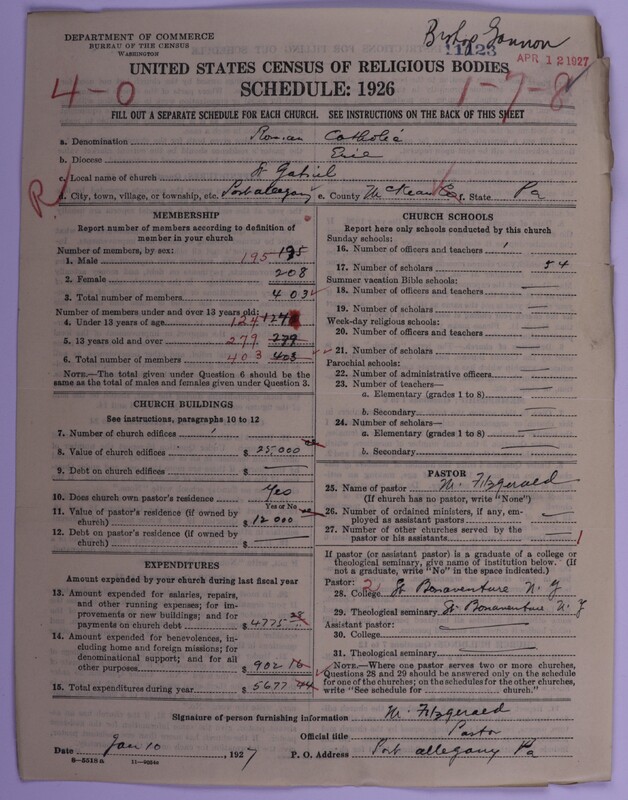 DEPARTMENT OF COMMERCE
BUREAU OF THE CENSUS
WASHINGTON
Bishop Gannon
11123
APR 12 1927
UNITED STATES CENSUS OF RELIGIOUS BODIES
SCHEDULE: 1926
4-0
1-7-8
FILL OUT A SEPARATE SCHEDULE FOR EACH CHURCH. SEE INSTRUCTIONS ON THE BACK OF THIS SHEET
a. Denomination Roman Catholic
b. Diocese Erie
c. Local name of church St Gabriel
R
d. City, town, village, or township, etc. Port allegany e. County McKean Co f. State Pa
MEMBERSHIP
Report number of members according to definition of member in your church
Number of members, by sex:
1. Male 195 195
2. Female 208
3. Total number of members 403
Number of members under and over 13 years old:
4. Under 13 years of age 124 124
5. 13 years old and over 279 279
6. Total number of members 403 403
NOTE.—The total given under Question 6 should be the same as the total of males and females given under Question 3.
CHURCH BUILDINGS
See instructions, paragraphs 10 to 12
7. Number of church edifices 1
8. Value of church edifices $ 25,000
9. Debt on church edifices $
10. Does church own pastor's residence Yes
Yes or No
11. Value of pastor's residence (if owned by church) $ 12 000
12. Debt on pastor's residence (if owned by church) $
EXPENDITURES
Amount expended by your church during last fiscal year
13. Amount expended for salaries, repairs, and other running expenses; for improvements or new buildings; and for payments on church debt $ 4775 28
14. Amount expended for benevolences, including home and foreign missions; for denominational support; and for all other purposes $ 902 16
15. Total expenditures during year $ 5677 44
CHURCH SCHOOLS
Report here only schools conducted by this church
Sunday schools:
16. Number of officers and teachers 1
17. Number of scholars 54
Summer vacation Bible schools:
18. Number of officers and teachers
19. Number of scholars
Week-day religious schools:
20. Number of officers and teachers
21. Number of scholars
Parochial schools:
22. Number of administrative officers
23. Number of teachers—
a. Elementary (grades 1 to 8)
b. Secondary
24. Number of scholars—
a. Elementary (grades 1 to 8)
b. Secondary
PASTOR
25. Name of pastor M. Fitzgerald
(If church has no pastor, write "None")
26. Number of ordained ministers, if any, employed as assistant pastors
27. Number of other churches served by the pastor or his assistants 1
If pastor (or assistant pastor) is a graduate of a college or theological seminary, give name of institution below. (If not a graduate, write "No" in the space indicated.)
Pastor: 2
28. College St Bonaventure N. Y
29. Theological seminary St. Bonaventure N. Y
Assistant pastor:
30. College
31. Theological seminary
NOTE.—Where one pastor serves two or more churches, Questions 28 and 29 should be answered only on the schedule for one of the churches; on the schedules for the other churches, write "See schedule for church."
Signature of person furnishing information M. Fitzgerald
Official title Pastor
Date Jan 10, 1927 P. O. Address Port allegany Pa
8-5519 a